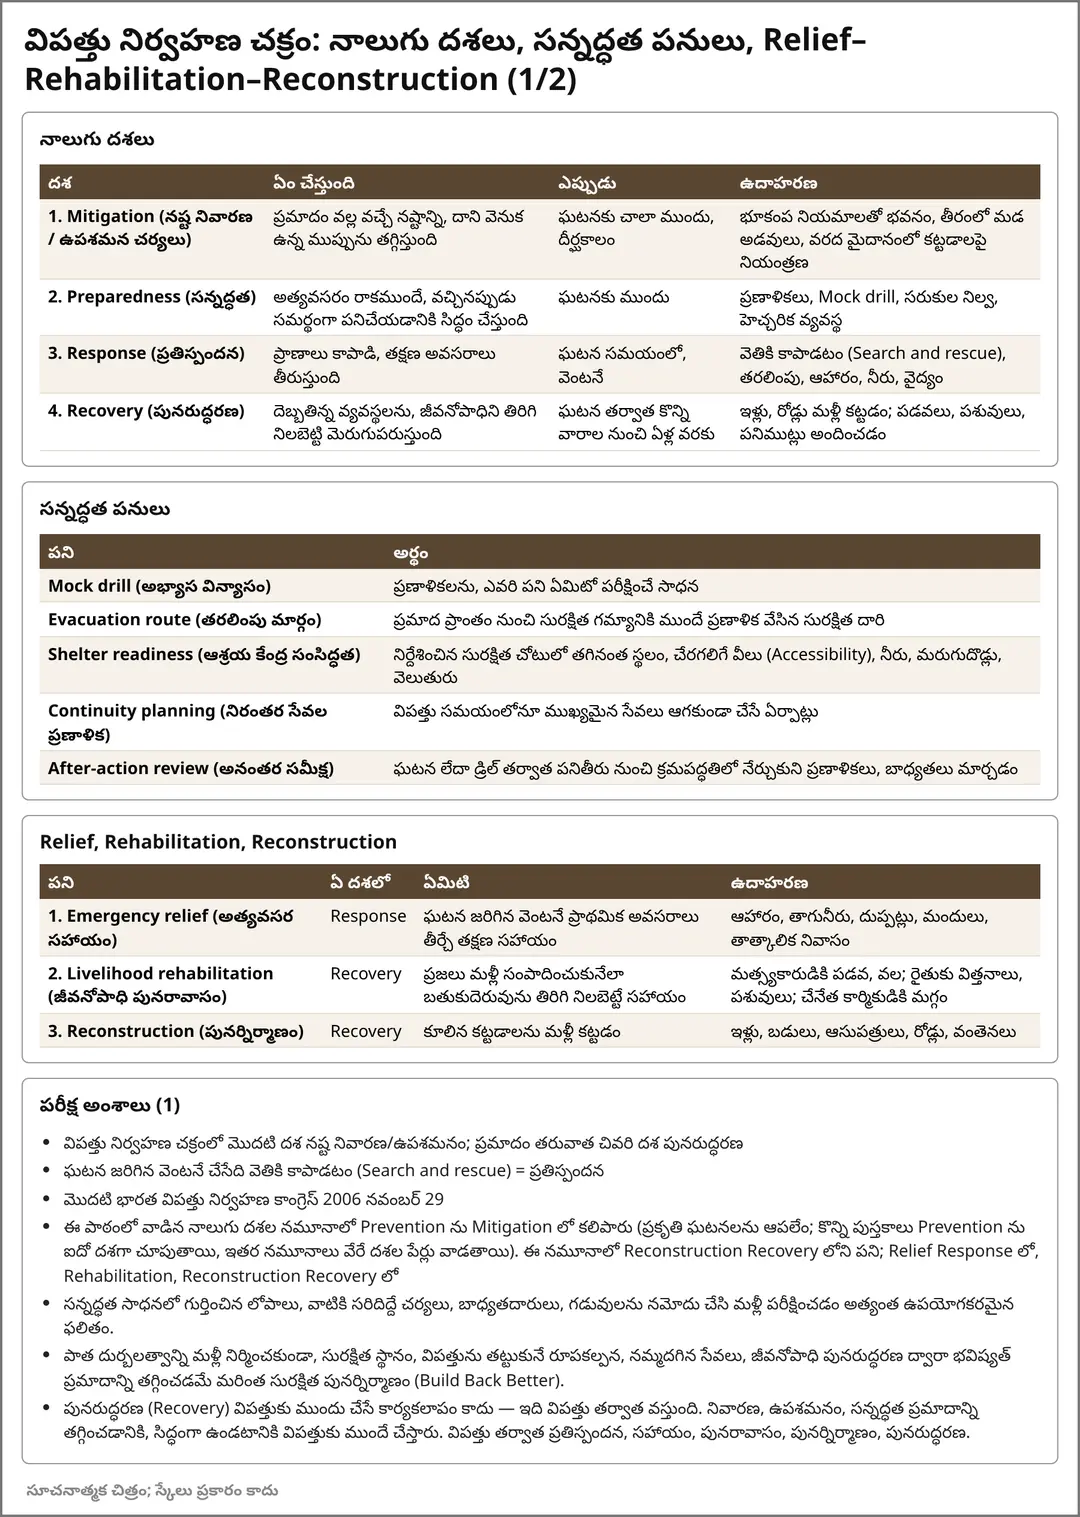 విపత్తు నిర్వహణ చక్రం: నాలుగు దశలు, సన్నద్ధత పనులు, Relief–
Rehabilitation–Reconstruction (1/2)
నాలుగు దశలు
దశ ఏం చేస్తుంది ఎప్పుడు ఉదాహరణ
1. Mitigation (నష్ట నివారణ / ఉపశమన చర్యలు) ప్రమాదం వల్ల వచ్చే నష్టాన్ని, దాని వెనుక ఉన్న ముప్పును తగ్గిస్తుంది ఘటనకు చాలా ముందు, దీర్ఘకాలం భూకంప నియమాలతో భవనం, తీరంలో మడ అడవులు, వరద మైదానంలో కట్టడాలపై నియంత్రణ
2. Preparedness (సన్నద్ధత) అత్యవసరం రాకముందే, వచ్చినప్పుడు సమర్థంగా పనిచేయడానికి సిద్ధం చేస్తుంది ఘటనకు ముందు ప్రణాళికలు, Mock drill, సరుకుల నిల్వ, హెచ్చరిక వ్యవస్థ
3. Response (ప్రతిస్పందన) ప్రాణాలు కాపాడి, తక్షణ అవసరాలు తీరుస్తుంది ఘటన సమయంలో, వెంటనే వెతికి కాపాడటం (Search and rescue), తరలింపు, ఆహారం, నీరు, వైద్యం
4. Recovery (పునరుద్ధరణ) దెబ్బతిన్న వ్యవస్థలను, జీవనోపాధిని తిరిగి నిలబెట్టి మెరుగుపరుస్తుంది ఘటన తర్వాత కొన్ని వారాల నుంచి ఏళ్ల వరకు ఇళ్లు, రోడ్లు మళ్లీ కట్టడం; పడవలు, పశువులు, పనిముట్లు అందించడం
సన్నద్ధత పనులు
పని అర్థం
Mock drill (అభ్యాస విన్యాసం) ప్రణాళికలను, ఎవరి పని ఏమిటో పరీక్షించే సాధన
Evacuation route (తరలింపు మార్గం) ప్రమాద ప్రాంతం నుంచి సురక్షిత గమ్యానికి ముందే ప్రణాళిక వేసిన సురక్షిత దారి
Shelter readiness (ఆశ్రయ కేంద్ర సంసిద్ధత) నిర్దేశించిన సురక్షిత చోటులో తగినంత స్థలం, చేరగలిగే వీలు (Accessibility), నీరు, మరుగుదొడ్లు, వెలుతురు
Continuity planning (నిరంతర సేవల ప్రణాళిక) విపత్తు సమయంలోనూ ముఖ్యమైన సేవలు ఆగకుండా చేసే ఏర్పాట్లు
After-action review (అనంతర సమీక్ష) ఘటన లేదా డ్రిల్ తర్వాత పనితీరు నుంచి క్రమపద్ధతిలో నేర్చుకుని ప్రణాళికలు, బాధ్యతలు మార్చడం
Relief, Rehabilitation, Reconstruction
పని ఏ దశలో ఏమిటి ఉదాహరణ
1. Emergency relief (అత్యవసర సహాయం) Response ఘటన జరిగిన వెంటనే ప్రాథమిక అవసరాలు తీర్చే తక్షణ సహాయం ఆహారం, తాగునీరు, దుప్పట్లు, మందులు, తాత్కాలిక నివాసం
2. Livelihood rehabilitation (జీవనోపాధి పునరావాసం) Recovery ప్రజలు మళ్లీ సంపాదించుకునేలా బతుకుదెరువును తిరిగి నిలబెట్టే సహాయం మత్స్యకారుడికి పడవ, వల; రైతుకు విత్తనాలు, పశువులు; చేనేత కార్మికుడికి మగ్గం
3. Reconstruction (పునర్నిర్మాణం) Recovery కూలిన కట్టడాలను మళ్లీ కట్టడం ఇళ్లు, బడులు, ఆసుపత్రులు, రోడ్లు, వంతెనలు
పరీక్ష అంశాలు (1)
• విపత్తు నిర్వహణ చక్రంలో మొదటి దశ నష్ట నివారణ/ఉపశమనం; ప్రమాదం తరువాత చివరి దశ పునరుద్ధరణ
• ఘటన జరిగిన వెంటనే చేసేది వెతికి కాపాడటం (Search and rescue) = ప్రతిస్పందన
• మొదటి భారత విపత్తు నిర్వహణ కాంగ్రెస్ 2006 నవంబర్ 29
• ఈ పాఠంలో వాడిన నాలుగు దశల నమూనాలో Prevention ను Mitigation లో కలిపారు (ప్రకృతి ఘటనలను ఆపలేం; కొన్ని పుస్తకాలు Prevention ను
ఐదో దశగా చూపుతాయి, ఇతర నమూనాలు వేరే దశల పేర్లు వాడతాయి). ఈ నమూనాలో Reconstruction Recovery లోని పని; Relief Response లో,
Rehabilitation, Reconstruction Recovery లో
• సన్నద్ధత సాధనలో గుర్తించిన లోపాలు, వాటికి సరిదిద్దే చర్యలు, బాధ్యతదారులు, గడువులను నమోదు చేసి మళ్లీ పరీక్షించడం అత్యంత ఉపయోగకరమైన
ఫలితం.
• పాత దుర్బలత్వాన్ని మళ్లీ నిర్మించకుండా, సురక్షిత స్థానం, విపత్తును తట్టుకునే రూపకల్పన, నమ్మదగిన సేవలు, జీవనోపాధి పునరుద్ధరణ ద్వారా భవిష్యత్
ప్రమాదాన్ని తగ్గించడమే మరింత సురక్షిత పునర్నిర్మాణం (Build Back Better).
• పునరుద్ధరణ (Recovery) విపత్తుకు ముందు చేసే కార్యకలాపం కాదు — ఇది విపత్తు తర్వాత వస్తుంది. నివారణ, ఉపశమనం, సన్నద్ధత ప్రమాదాన్ని
తగ్గించడానికి, సిద్ధంగా ఉండటానికి విపత్తుకు ముందే చేస్తారు. విపత్తు తర్వాత ప్రతిస్పందన, సహాయం, పునరావాసం, పునర్నిర్మాణం, పునరుద్ధరణ.
సూచనాత్మక చిత్రం; స్కేలు ప్రకారం కాదు